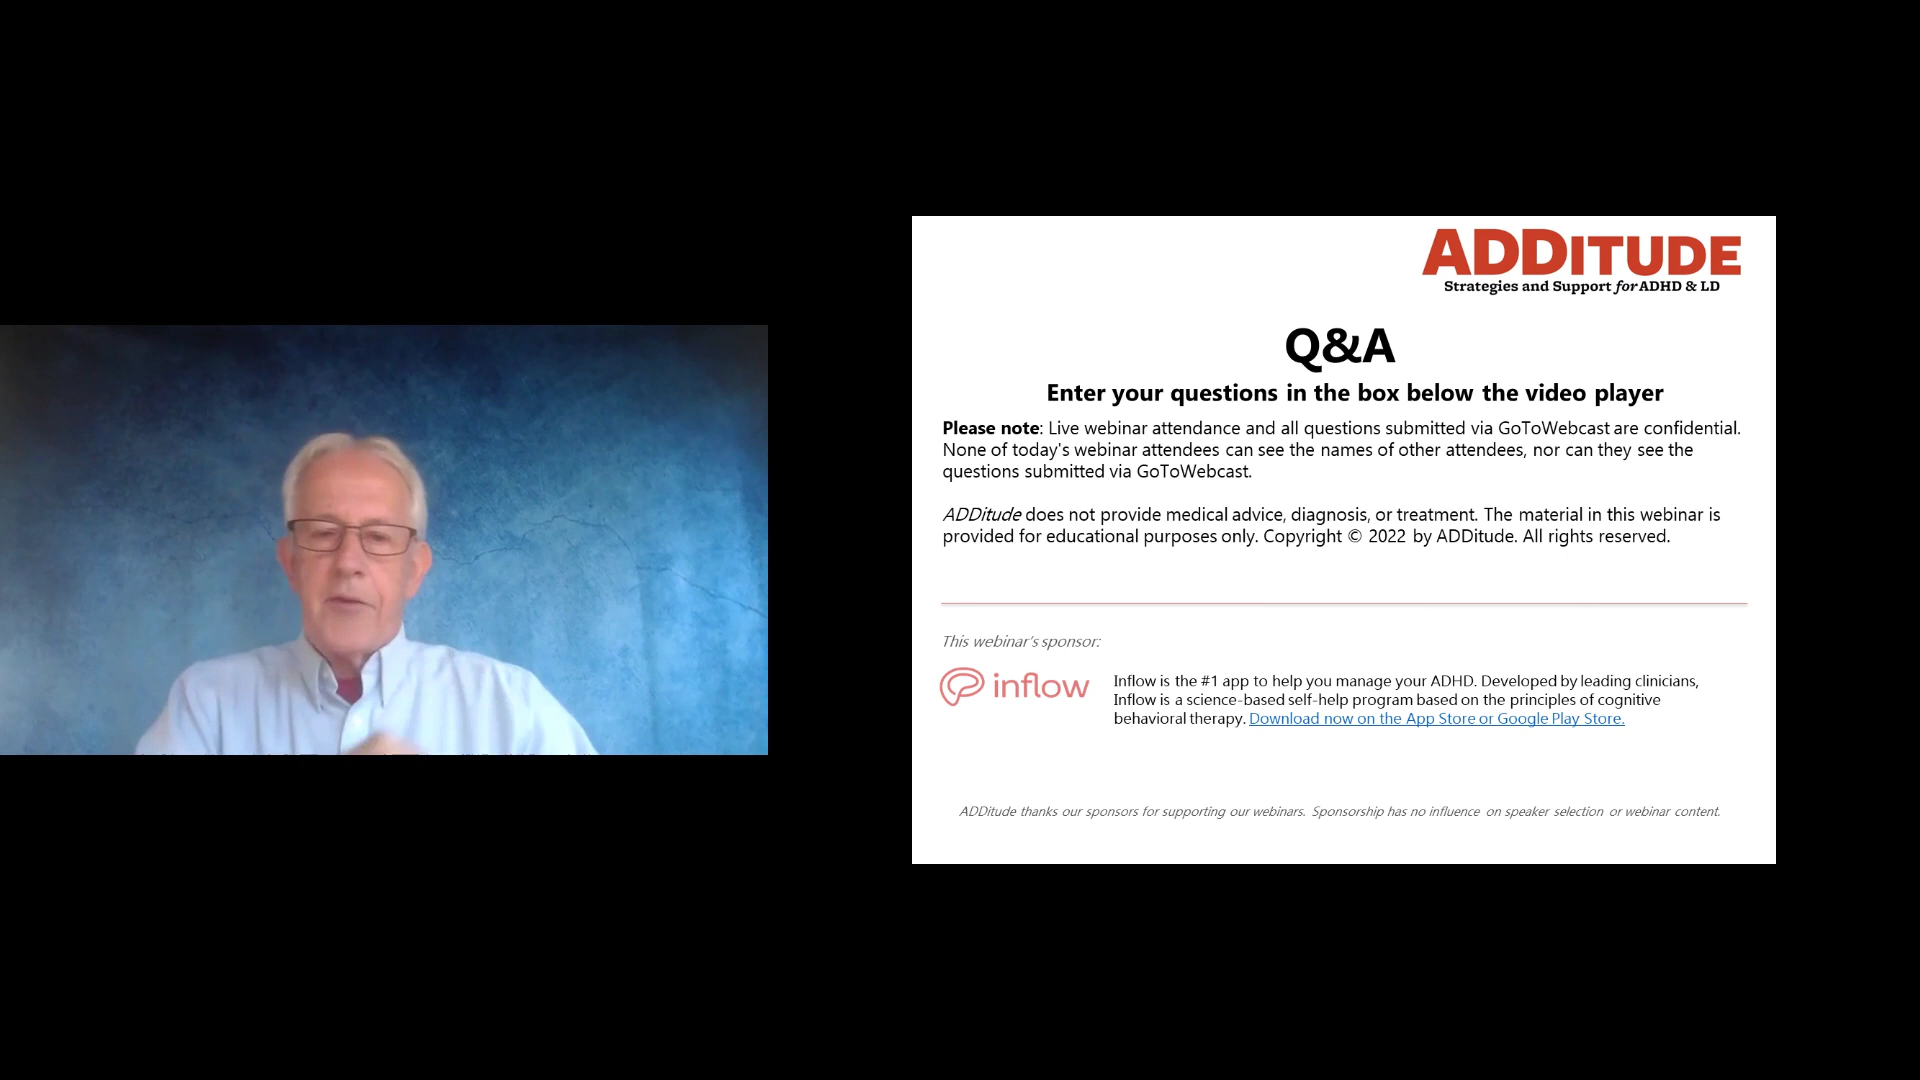 ADDITUDE
Strategies and Support for ADHD & LD
Q&A
Enter your questions in the box below the video player
Please note: Live webinar attendance and all questions submitted via GoToWebcast are confidential.
None of today's webinar attendees can see the names of other attendees, nor can they see the
questions submitted via GoToWebcast.
ADDitude does not provide medical advice, diagnosis, or treatment. The material in this webinar is
provided for educational purposes only. Copyright © 2022 by ADDitude. All rights reserved.
This webinar's sponsor:
inflow
Inflow is the #1 app to help you manage your ADHD. Developed by leading clinicians,
Inflow is a science-based self-help program based on the principles of cognitive
behavioral therapy. Download now on the App Store or Google Play Store.
ADDitude thanks our sponsors for supporting our webinars. Sponsorship has no influence on speaker selection or webinar content.